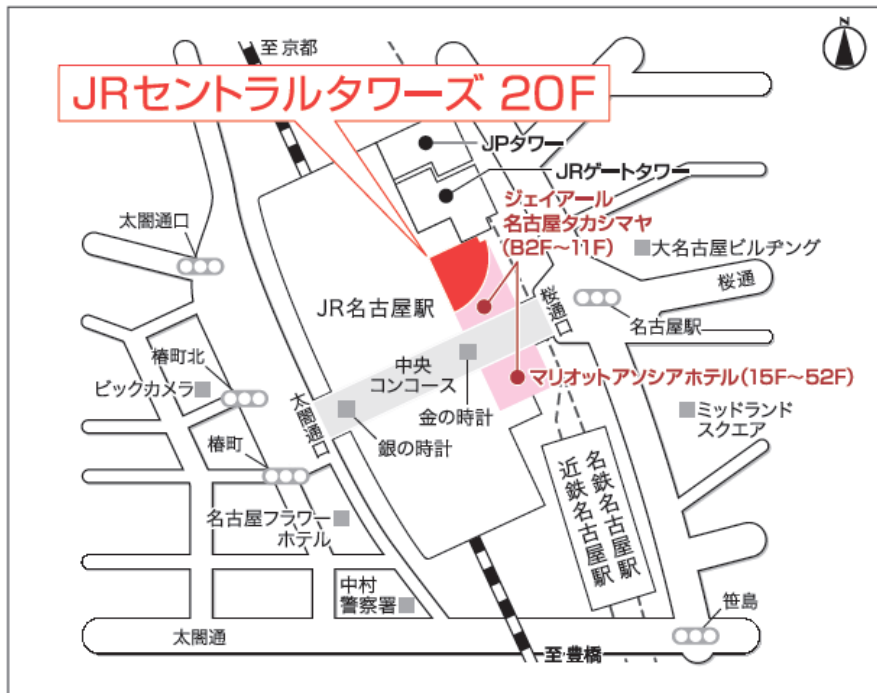 N
至京都
JRセントラルタワーズ 20F
JPタワー
JRゲートタワー
ジェイアール
名古屋タカシマヤ
(B2F～11F)
太閤通口
大名古屋ビルヂング
桜通
JR名古屋駅
桜通口
名古屋駅
椿町北
ビックカメラ
中央
コンコース
マリオットアソシアホテル(15F～52F)
太閤通口
金の時計
ミッドランド
スクエア
椿町
銀の時計
名鉄名古屋駅
近鉄名古屋駅
名古屋フラワー
ホテル
中村
警察署
笹島
太閤通
至豊橋